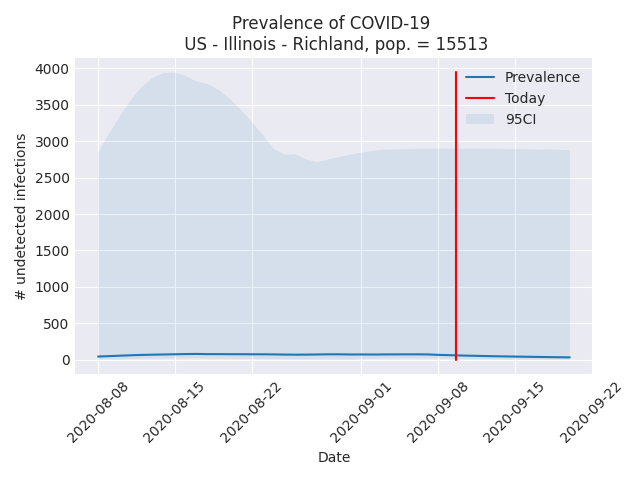 Prevalence of COVID-19
US - Illinois - Richland, pop. = 15513
Prevalence
Today
95CI
# undetected infections
4000
3500
3000
2500
2000
1500
1000
500
0
2020-08-08
2020-08-15
2020-08-22
2020-09-01
2020-09-08
2020-09-15
2020-09-22
Date